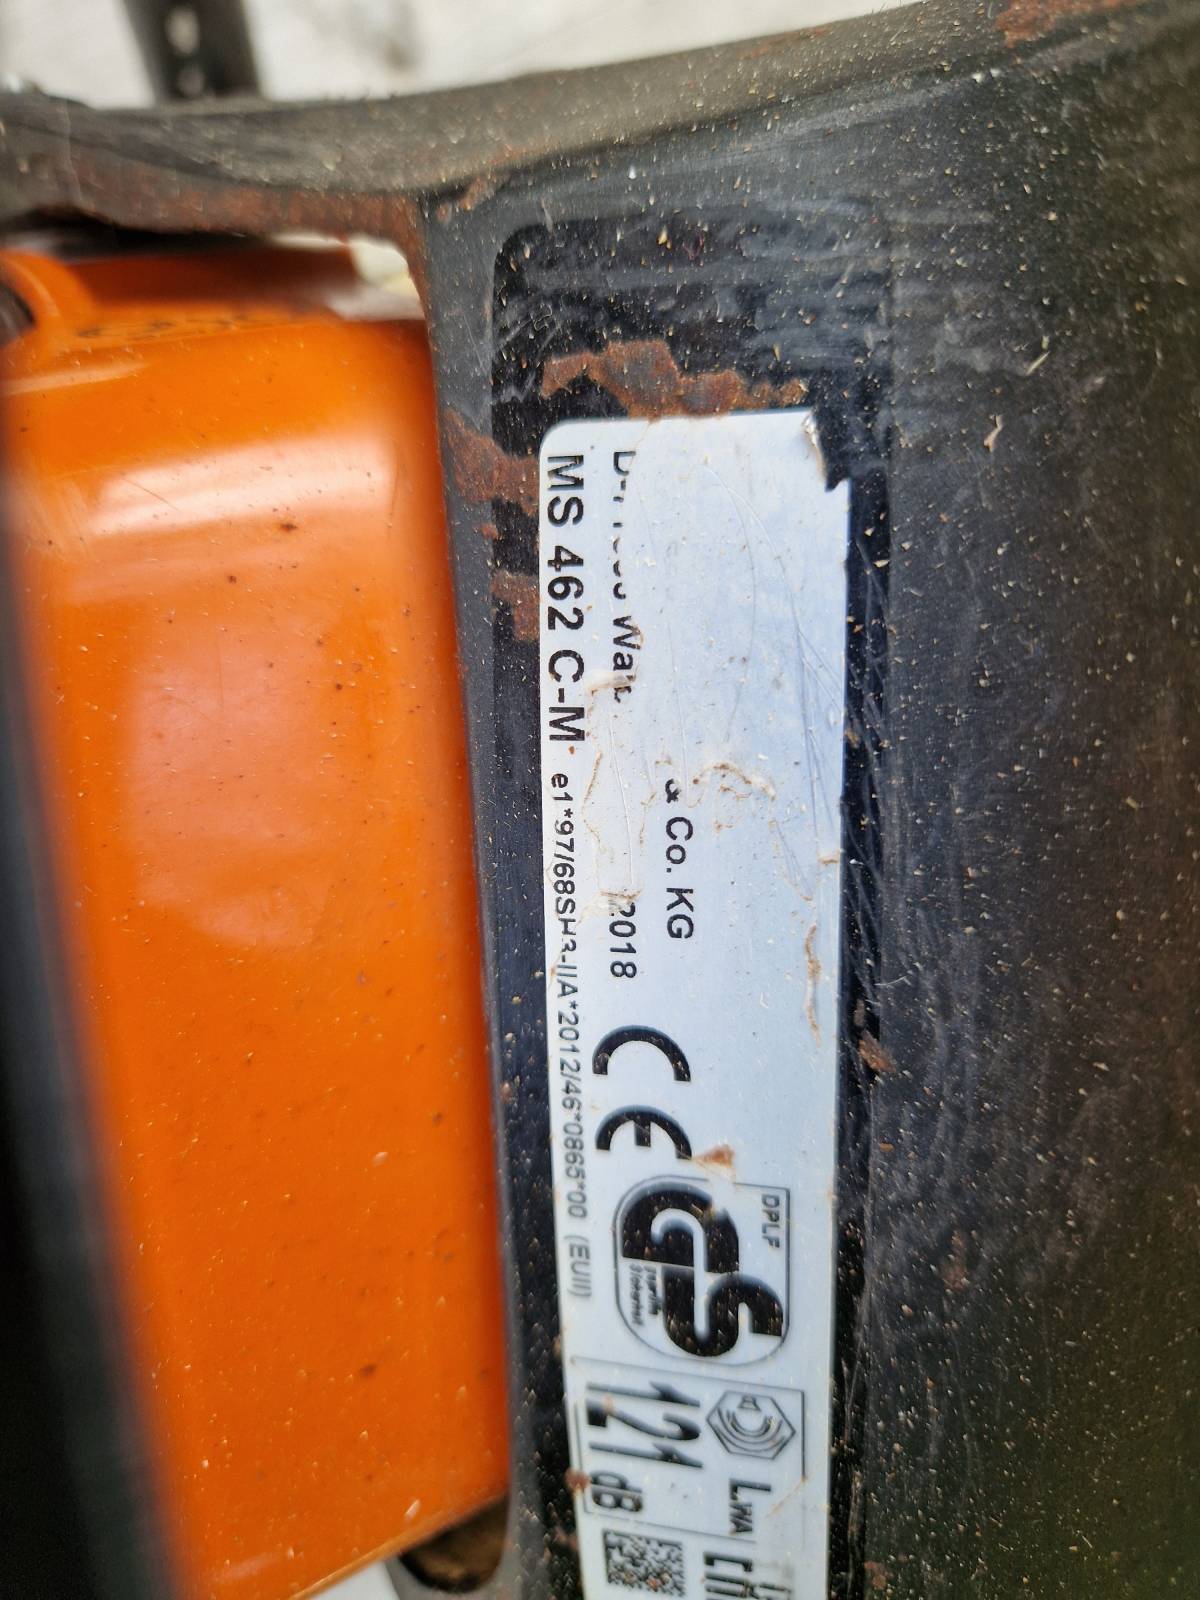 & Co. KG
2018
MS 462 C-M
e1*97/68SH3-IIA*2012/46*0865*00 (EUII)
CE
DPLF
GS
LWA
121 dB